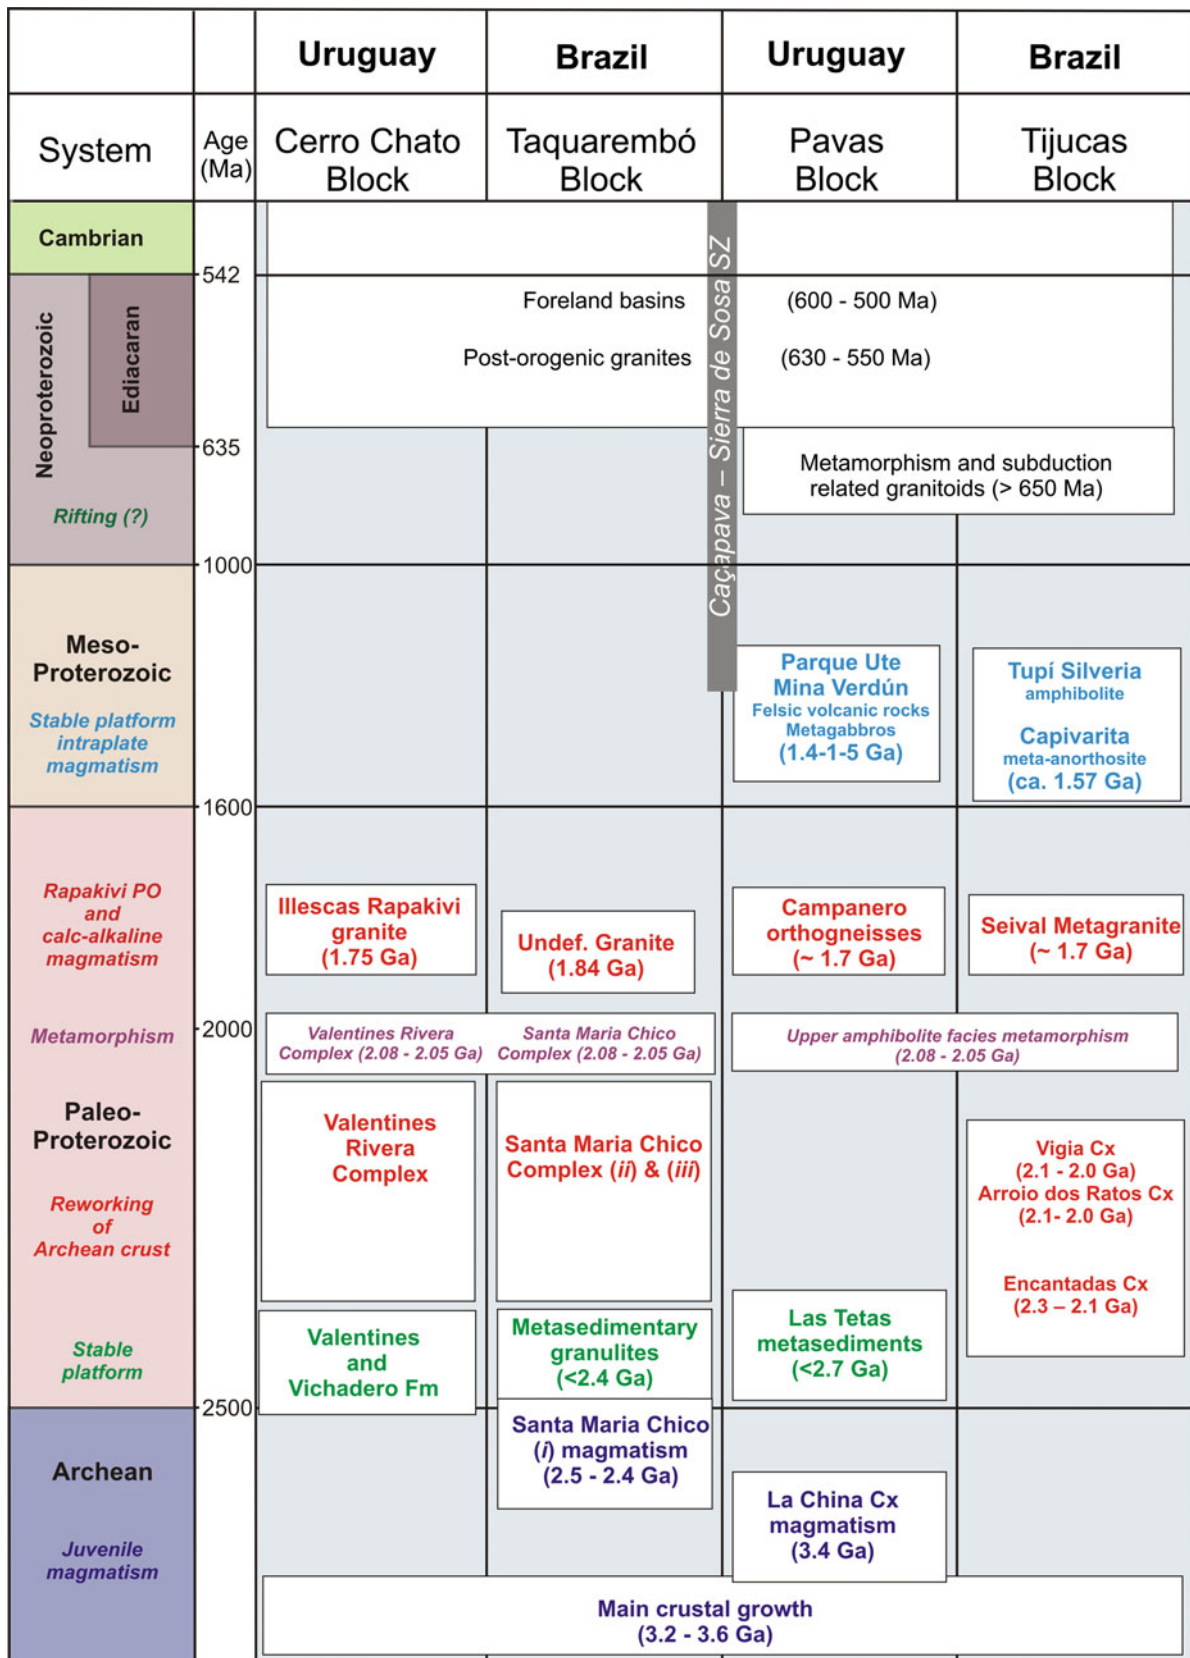 Uruguay
Brazil
Uruguay
Brazil
System
Age
(Ma)
Cerro Chato
Block
Taquarembó
Block
Pavas
Block
Tijucas
Block
Cambrian
542
Neoproterozoic
Ediacaran
635
Rifting (?)
1000
Foreland basins (600 - 500 Ma)
Post-orogenic granites (630 - 550 Ma)
Caçapava – Sierra de Sosa SZ
Metamorphism and subduction
related granitoids (> 650 Ma)
Meso-
Proterozoic
Stable platform
intraplate
magmatism
Parque Ute
Mina Verdún
Felsic volcanic rocks
Metagabbros
(1.4-1-5 Ga)
Tupí Silveria
amphibolite
Capivarita
meta-anorthosite
(ca. 1.57 Ga)
1600
Rapakivi PO
and
calc-alkaline
magmatism
Illescas Rapakivi
granite
(1.75 Ga)
Undef. Granite
(1.84 Ga)
Campanero
orthogneisses
(~ 1.7 Ga)
Seival Metagranite
(~ 1.7 Ga)
Metamorphism
2000
Valentines Rivera
Complex (2.08 - 2.05 Ga)
Santa Maria Chico
Complex (2.08 - 2.05 Ga)
Upper amphibolite facies metamorphism
(2.08 - 2.05 Ga)
Paleo-
Proterozoic
Reworking
of
Archean crust
Valentines
Rivera
Complex
Santa Maria Chico
Complex (ii) & (iii)
Vigia Cx
(2.1 - 2.0 Ga)
Arroio dos Ratos Cx
(2.1- 2.0 Ga)
Encantadas Cx
(2.3 – 2.1 Ga)
Stable
platform
Valentines
and
Vichadero Fm
Metasedimentary
granulites
(<2.4 Ga)
Las Tetas
metasediments
(<2.7 Ga)
2500
Archean
Juvenile
magmatism
Santa Maria Chico
(i) magmatism
(2.5 - 2.4 Ga)
La China Cx
magmatism
(3.4 Ga)
Main crustal growth
(3.2 - 3.6 Ga)